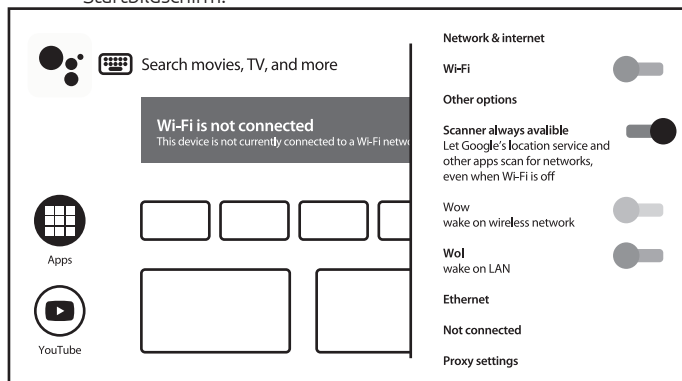 Startbildschirm.
Search movies, TV, and more
Wi-Fi is not connected
This device is not currently connected to a Wi-Fi netwo
Apps
YouTube
Network & internet
Wi-Fi
Other options
Scanner always avalible
Let Google's location service and
other apps scan for networks,
even when Wi-Fi is off
Wow
wake on wireless network
Wol
wake on LAN
Ethernet
Not connected
Proxy settings